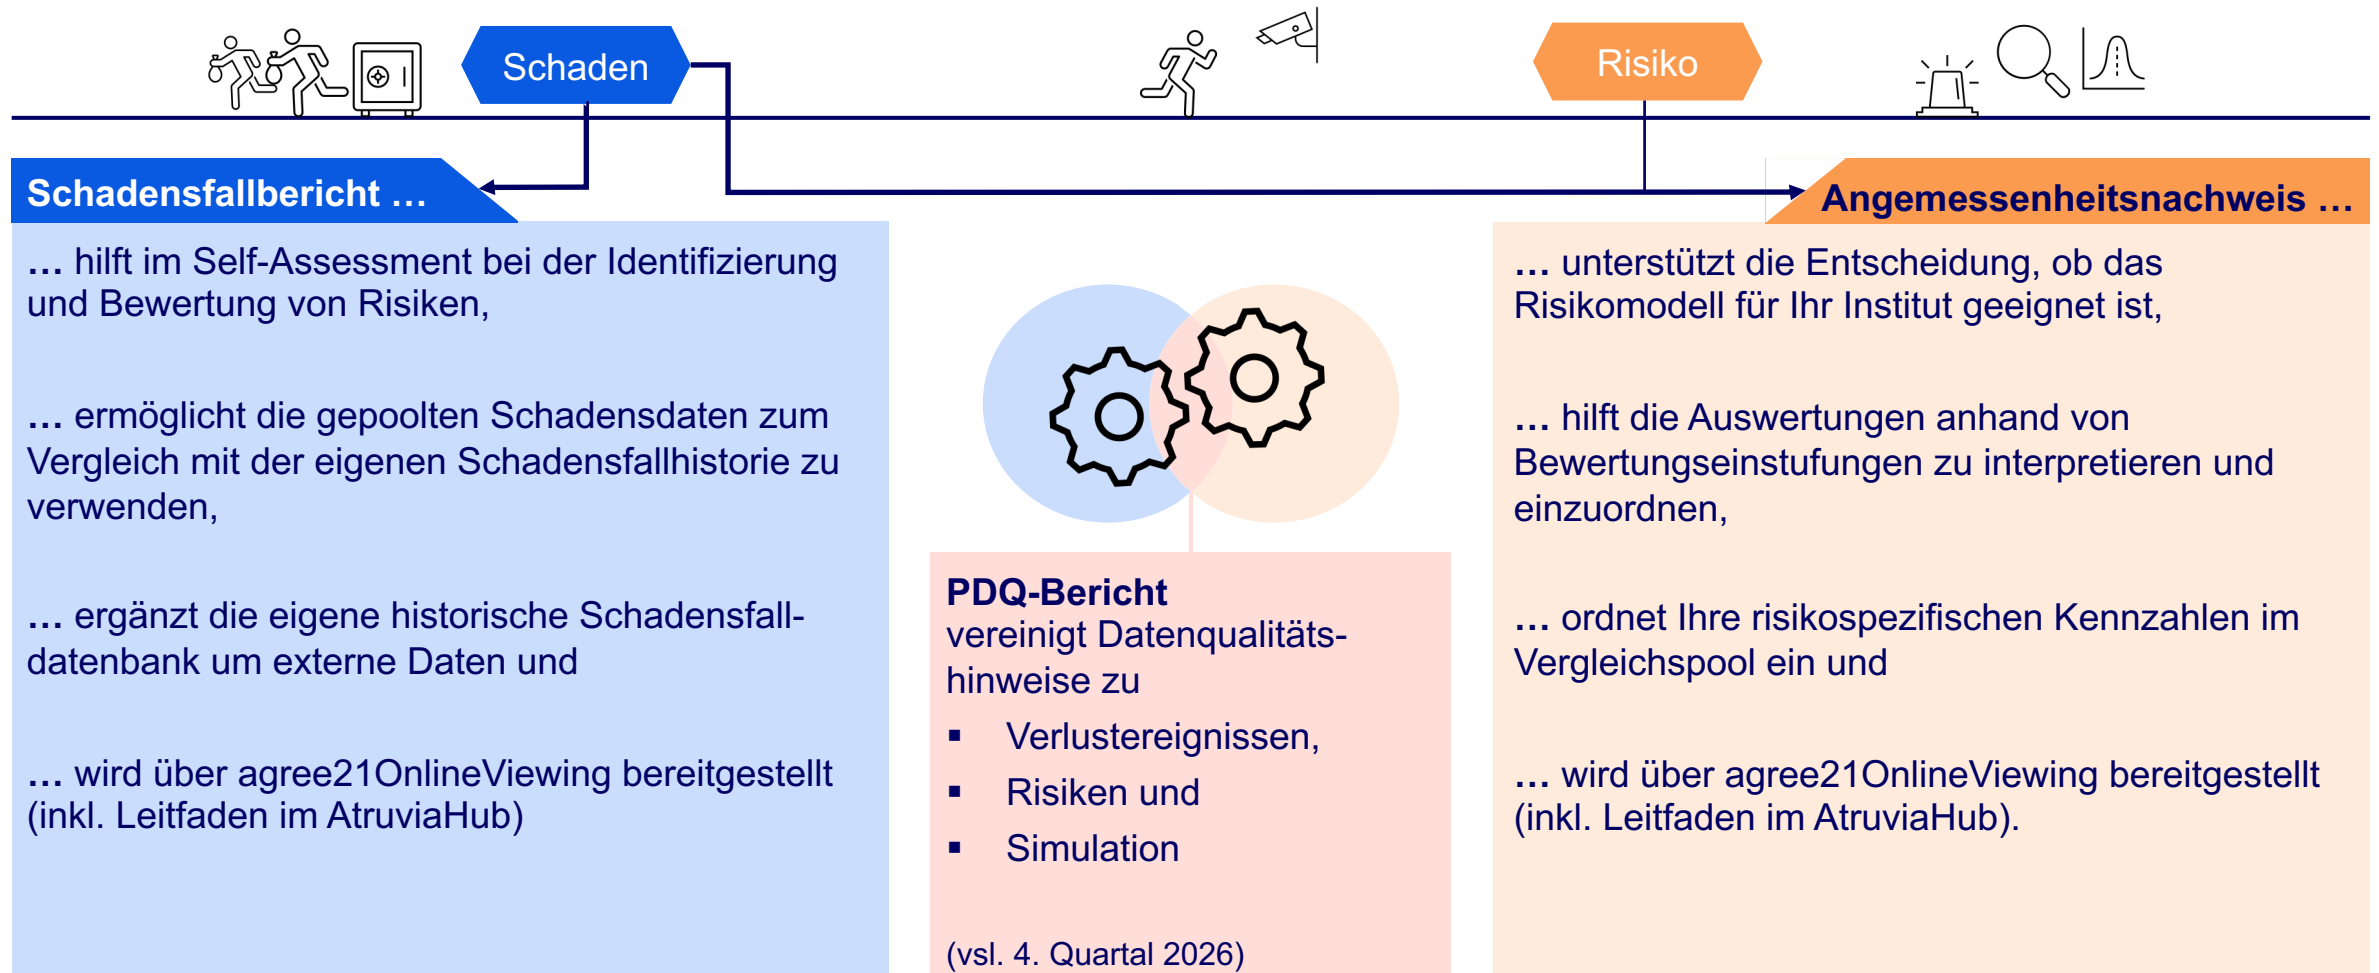 Schaden
Risiko
Schadensfallbericht …
… hilft im Self-Assessment bei der Identifizierung
und Bewertung von Risiken,
… ermöglicht die gepoolten Schadensdaten zum
Vergleich mit der eigenen Schadensfallhistorie zu
verwenden,
… ergänzt die eigene historische Schadensfall-
datenbank um externe Daten und
… wird über agree21OnlineViewing bereitgestellt
(inkl. Leitfaden im AtruviaHub)
PDQ-Bericht
vereinigt Datenqualitäts-
hinweise zu
▪ Verlustereignissen,
▪ Risiken und
▪ Simulation
(vsl. 4. Quartal 2026)
Angemessenheitsnachweis …
… unterstützt die Entscheidung, ob das
Risikomodell für Ihr Institut geeignet ist,
… hilft die Auswertungen anhand von
Bewertungseinstufungen zu interpretieren und
einzuordnen,
… ordnet Ihre risikospezifischen Kennzahlen im
Vergleichspool ein und
… wird über agree21OnlineViewing bereitgestellt
(inkl. Leitfaden im AtruviaHub).